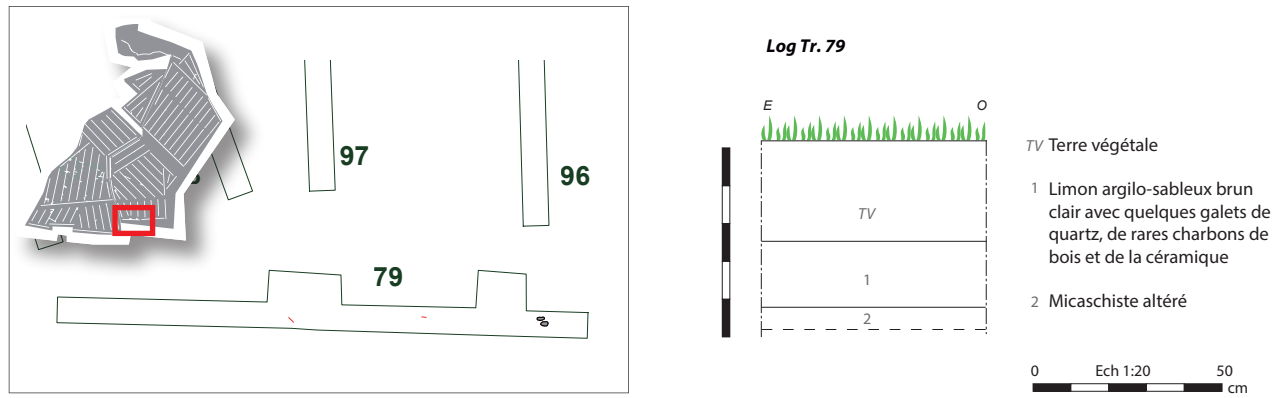 97
96
79
Log Tr. 79
E
O
TV
1
2
TV Terre végétale
1 Limon argilo-sableux brun
clair avec quelques galets de
quartz, de rares charbons de
bois et de la céramique
2 Micaschiste altéré
0 Ech 1:20 50
cm